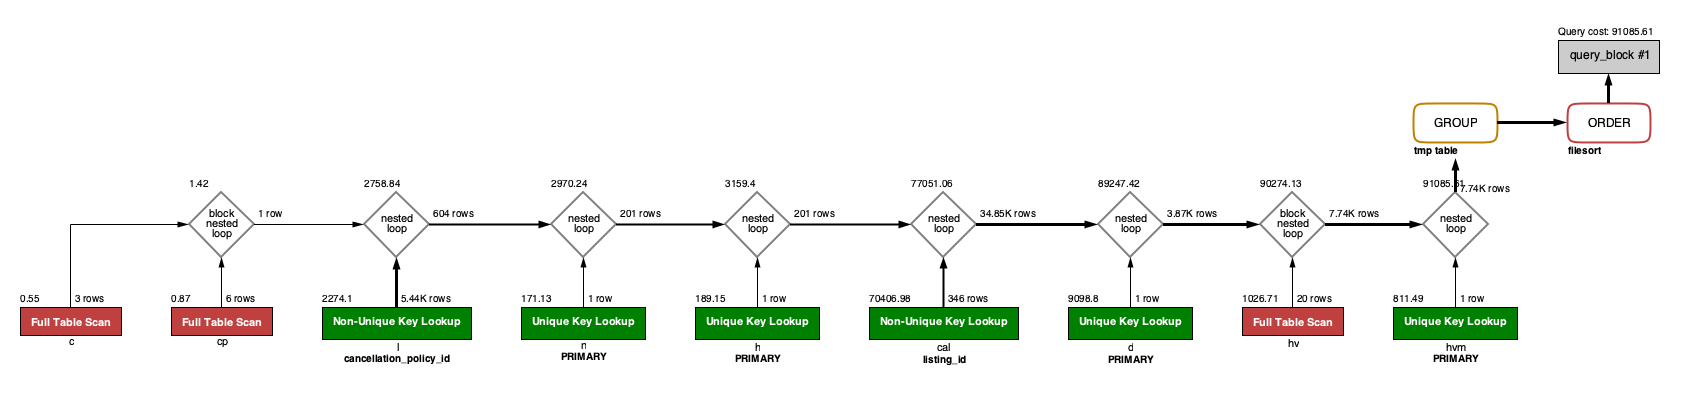 Query cost: 91085.61
query_block #1
GROUP
ORDER
tmp table
filesort
1.42
2758.84
2970.24
3159.4
77051.06
89247.42
90274.13
91085.61
7.74K rows
block
nested
loop
1 row
nested
loop
604 rows
nested
loop
201 rows
nested
loop
201 rows
nested
loop
34.85K rows
nested
loop
3.87K rows
block
nested
loop
7.74K rows
nested
loop
0.55
3 rows
0.87
6 rows
2274.1
5.44K rows
171.13
1 row
189.15
1 row
70406.98
346 rows
9098.8
1 row
1026.71
20 rows
811.49
1 row
Full Table Scan
Full Table Scan
Non-Unique Key Lookup
Unique Key Lookup
Unique Key Lookup
Non-Unique Key Lookup
Unique Key Lookup
Full Table Scan
Unique Key Lookup
c
cp
l
n
h
cal
d
hv
hvm
cancellation_policy_id
PRIMARY
PRIMARY
listing_id
PRIMARY
PRIMARY